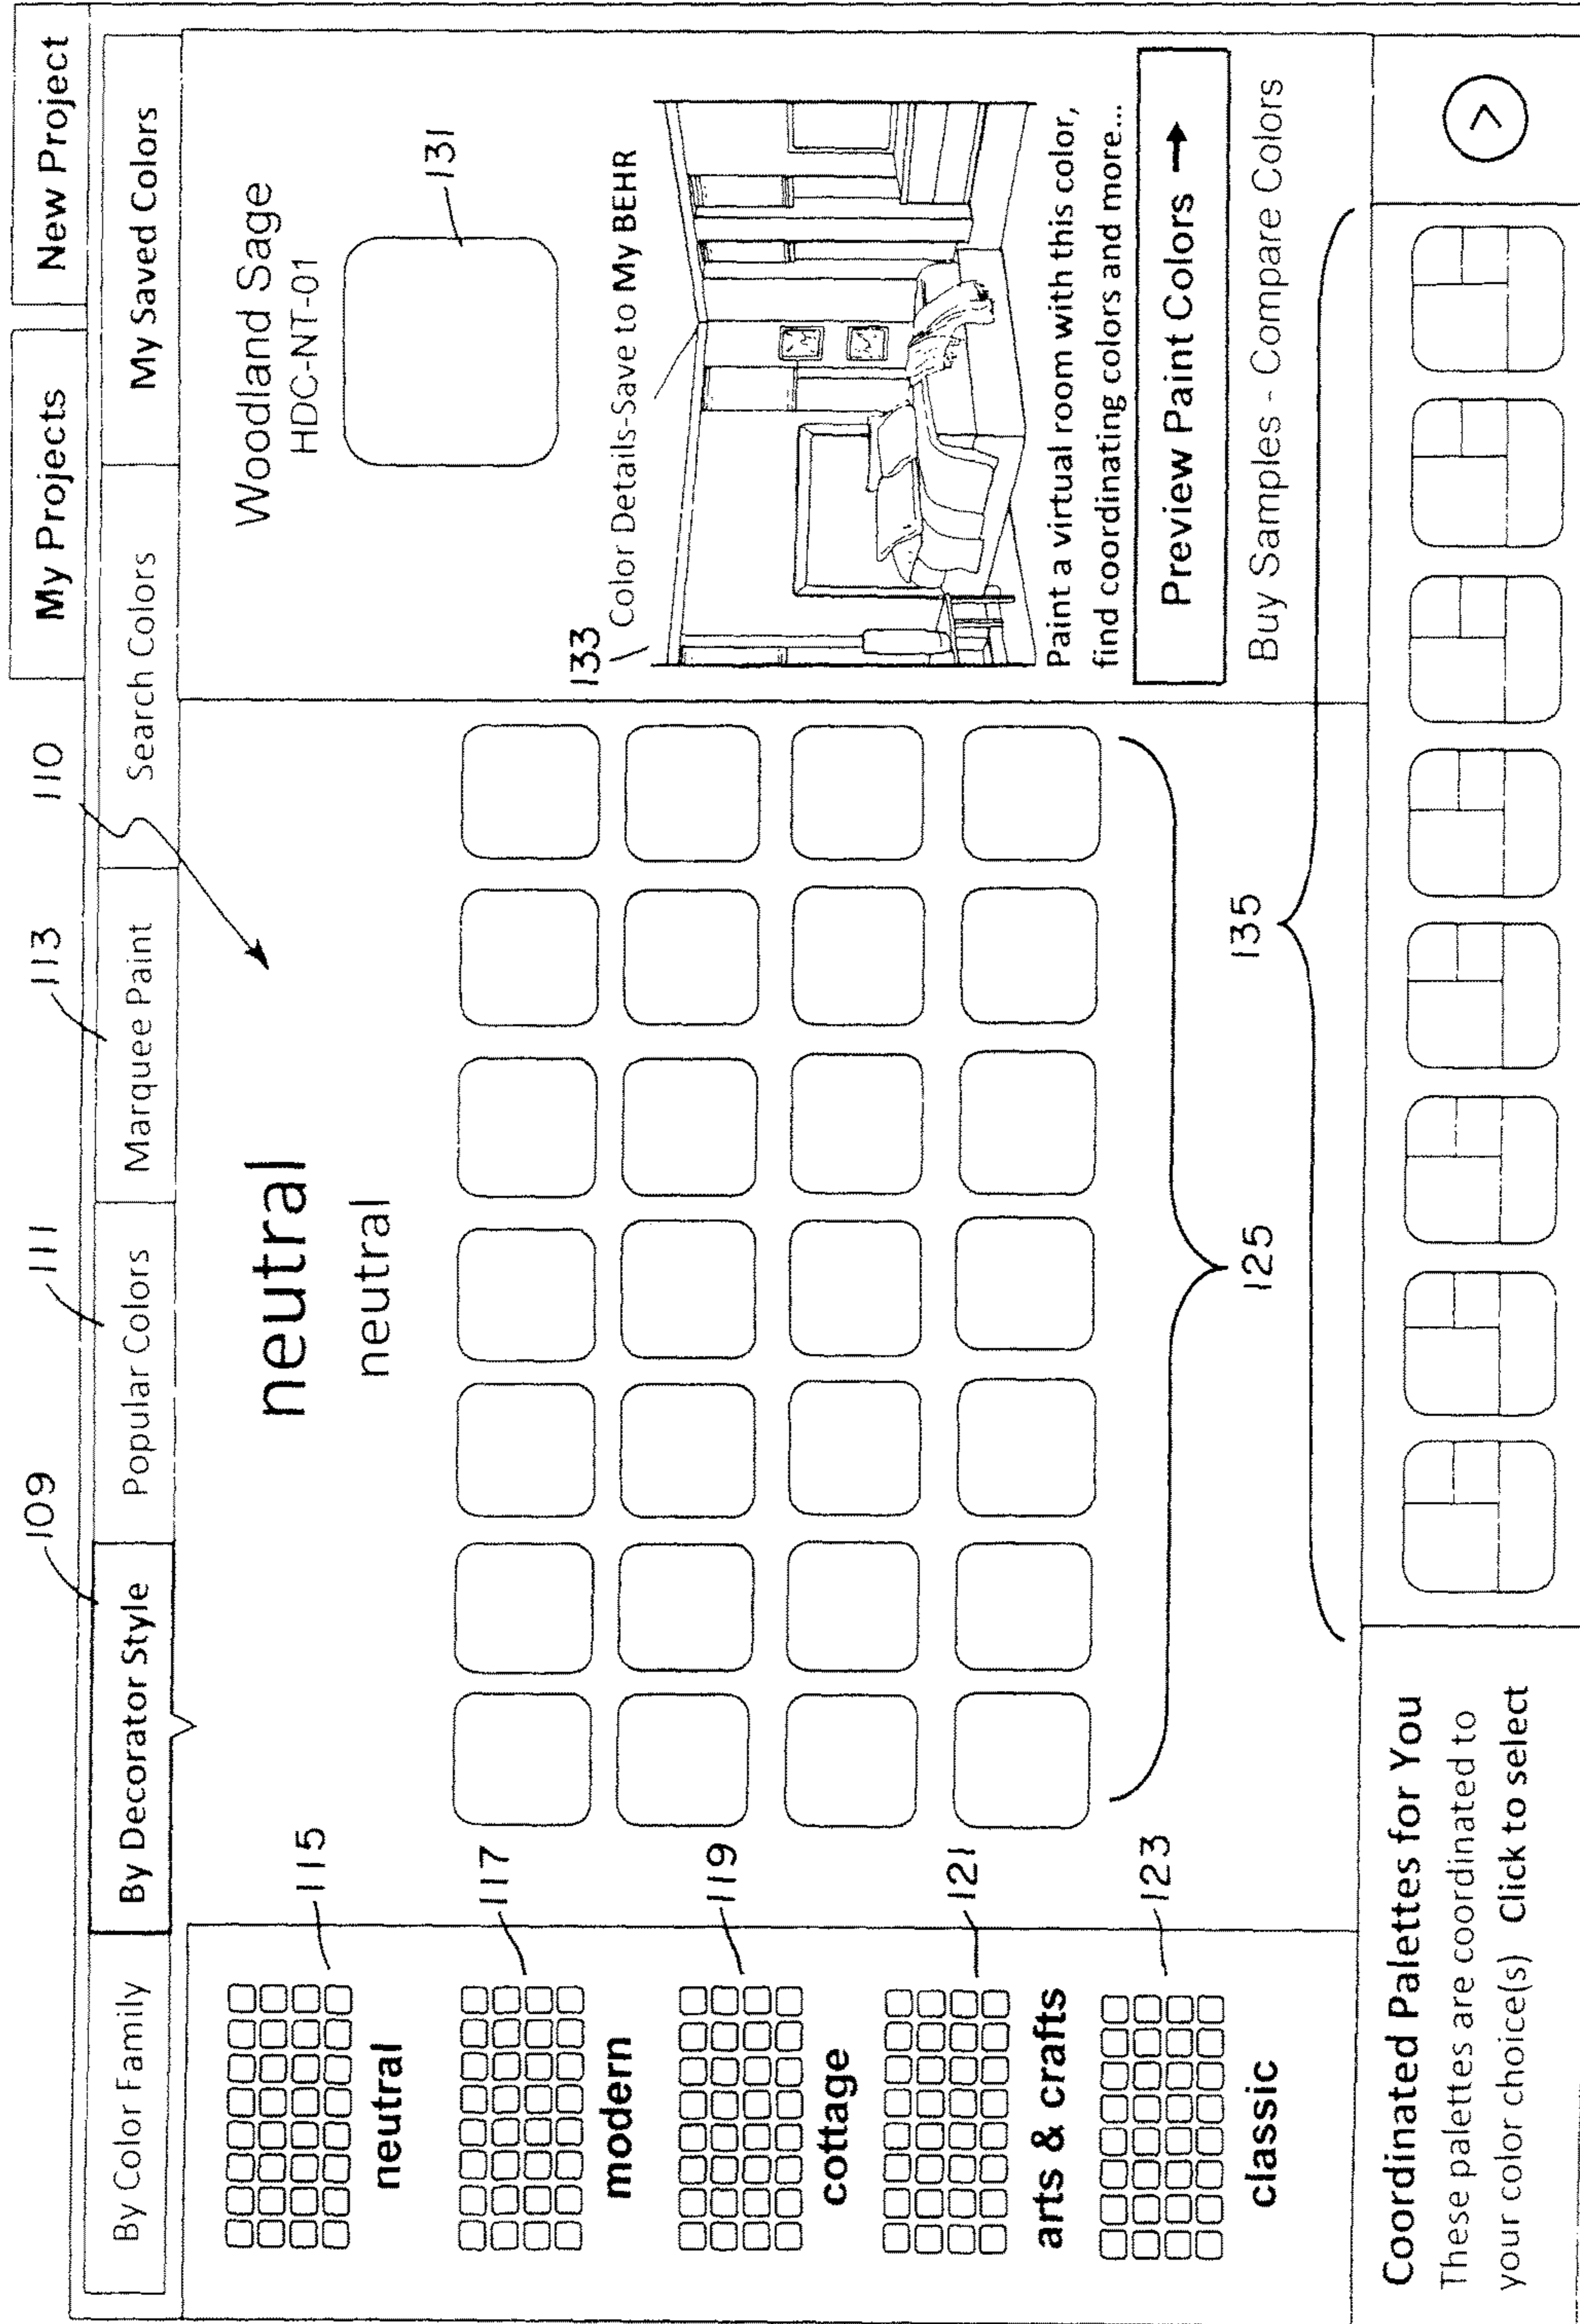 My Projects
New Project
109
111
113
110
By Color Family
By Decorator Style
Popular Colors
Marquee Paint
Search Colors
My Saved Colors
115
neutral
117
modern
119
cottage
121
arts & crafts
123
classic
neutral
neutral
125
Woodland Sage
HDC-NT-01
131
133
Color Details-Save to My BEHR
Paint a virtual room with this color,
find coordinating colors and more...
Preview Paint Colors →
Buy Samples - Compare Colors
135
Coordinated Palettes for You
These palettes are coordinated to
your color choice(s) Click to select
>